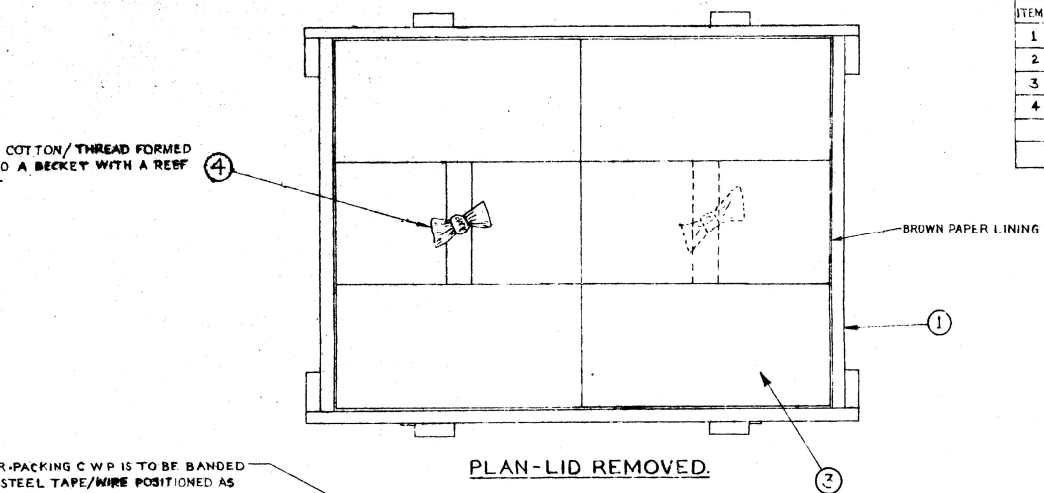 ITEM
1
2
3
4
COTTON/THREAD FORMED
O A BECKET WITH A REEF
4
BROWN PAPER LINING
1
R.PACKING C W P IS TO BE BANDED
STEEL TAPE/WIRE POSITIONED AS
PLAN-LID REMOVED.
3